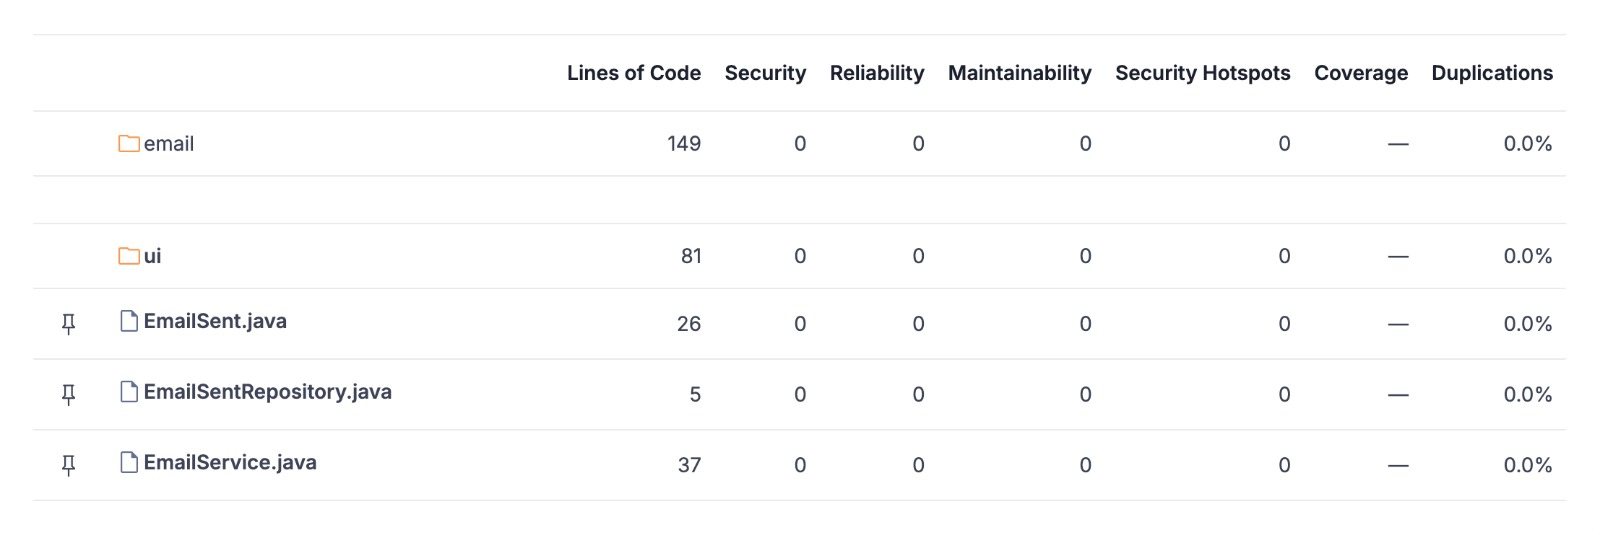 Lines of Code Security Reliability Maintainability Security Hotspots Coverage Duplications
email 149 0 0 0 0 — 0.0%
ui 81 0 0 0 0 — 0.0%
EmailSent.java 26 0 0 0 0 — 0.0%
EmailSentRepository.java 5 0 0 0 0 — 0.0%
EmailService.java 37 0 0 0 0 — 0.0%